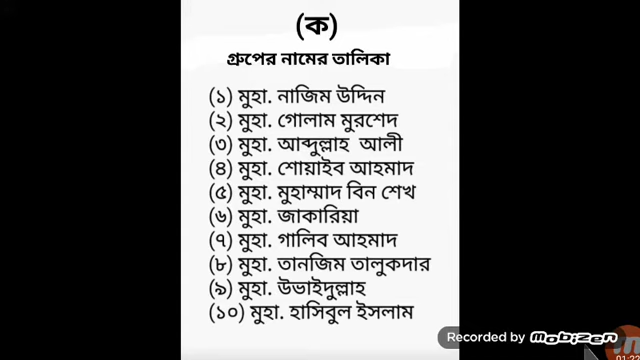 (ক)
গ্রুপের নামের তালিকা
(১) মুহা. নাজিম উদ্দিন
(২) মুহা. গোলাম মুরশেদ
(৩) মুহা. আব্দুল্লাহ আলী
(৪) মুহা. শোয়াইব আহমাদ
(৫) মুহা. মুহাম্মাদ বিন শেখ
(৬) মুহা. জাকারিয়া
(৭) মুহা. গালিব আহমাদ
(৮) মুহা. তানজিম তালুকদার
(৯) মুহা. উভাইদুল্লাহ
(১০) মুহা. হাসিবুল ইসলাম
Recorded by mobizen